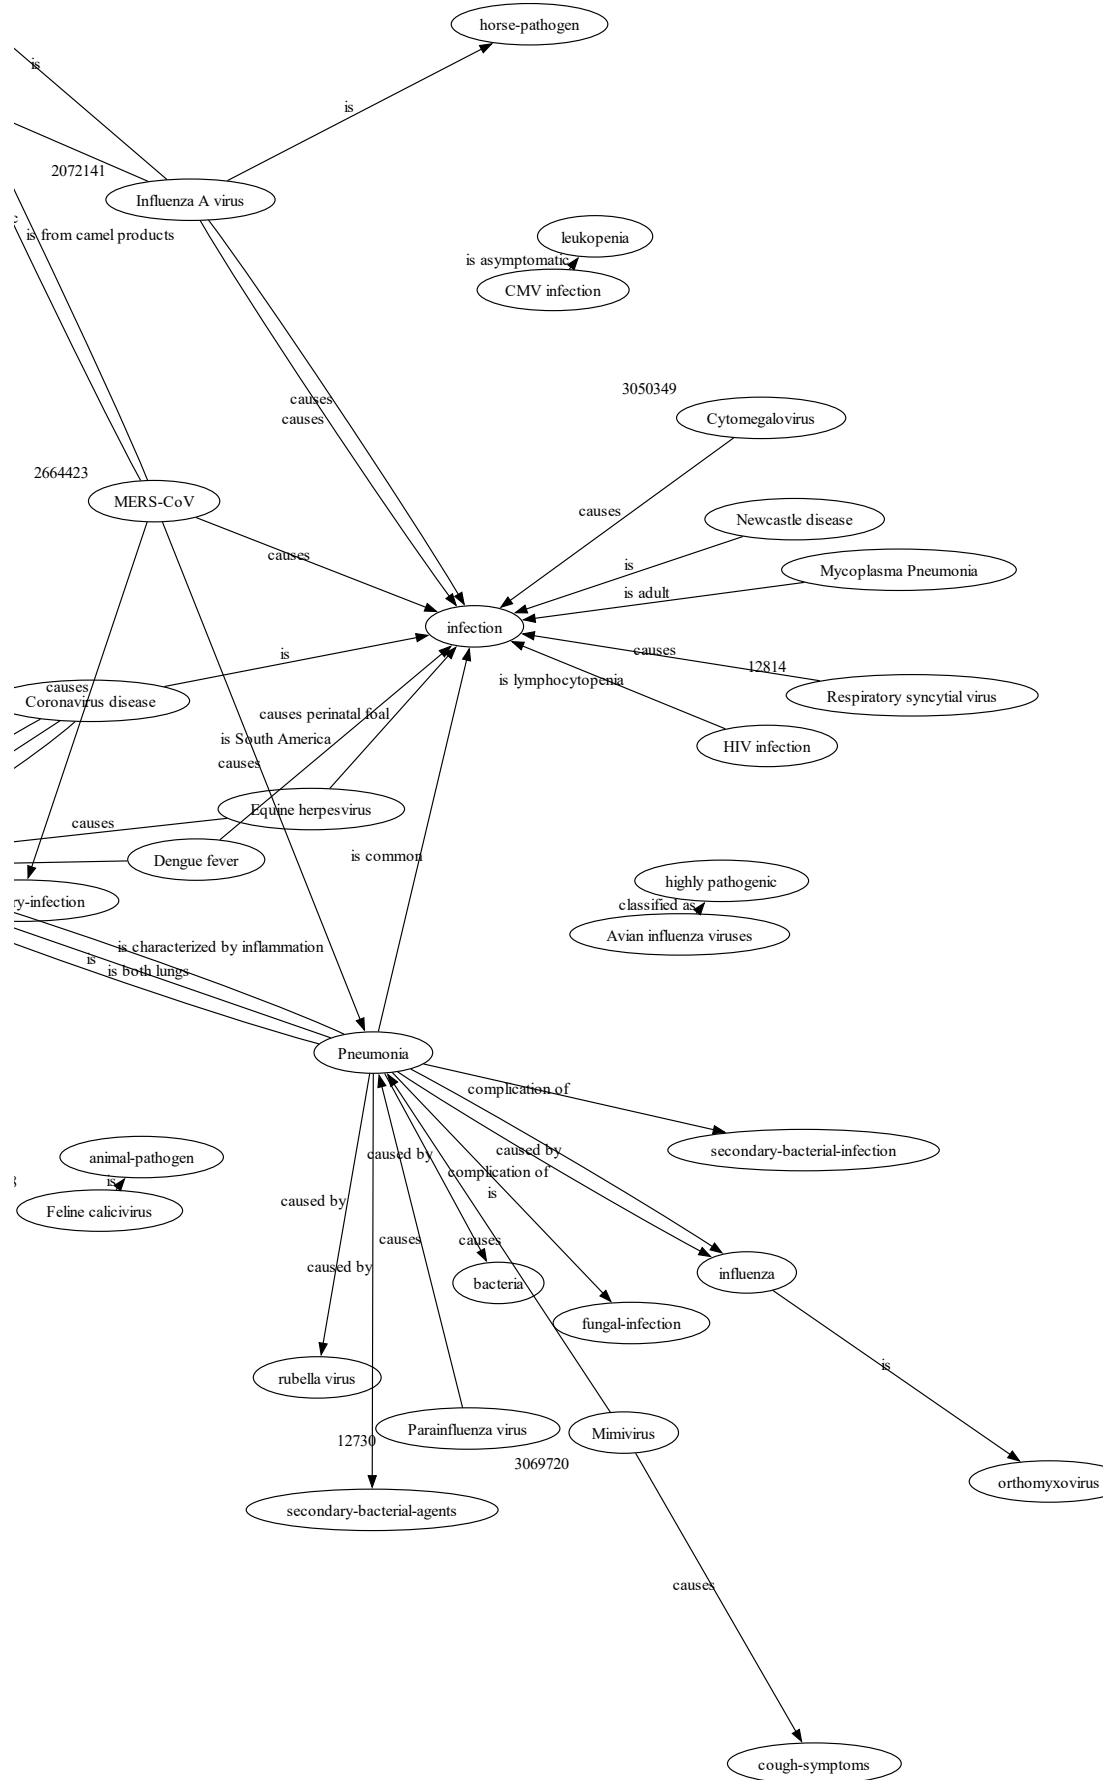 horse-pathogen
is
is
2072141
Influenza A virus
is from camel products
leukopenia
is asymptomatic
CMV infection
3050349
causes
causes
Cytomegalovirus
2664423
MERS-CoV
causes
Newcastle disease
causes
is
Mycoplasma Pneumonia
is adult
infection
is
causes
12814
is lymphocytopenia
Respiratory syncytial virus
causes
Coronavirus disease
causes perinatal foal
is South America
HIV infection
causes
Equine herpesvirus
causes
Dengue fever
is common
highly pathogenic
ry-infection
classified as
Avian influenza viruses
is characterized by inflammation
is
is both lungs
Pneumonia
complication of
animal-pathogen
caused by
caused by
secondary-bacterial-infection
complication of
is
is
Feline calicivirus
caused by
causes
causes
caused by
bacteria
influenza
fungal-infection
is
rubella virus
Parainfluenza virus
Mimivirus
12730
3069720
orthomyxovirus
secondary-bacterial-agents
causes
cough-symptoms